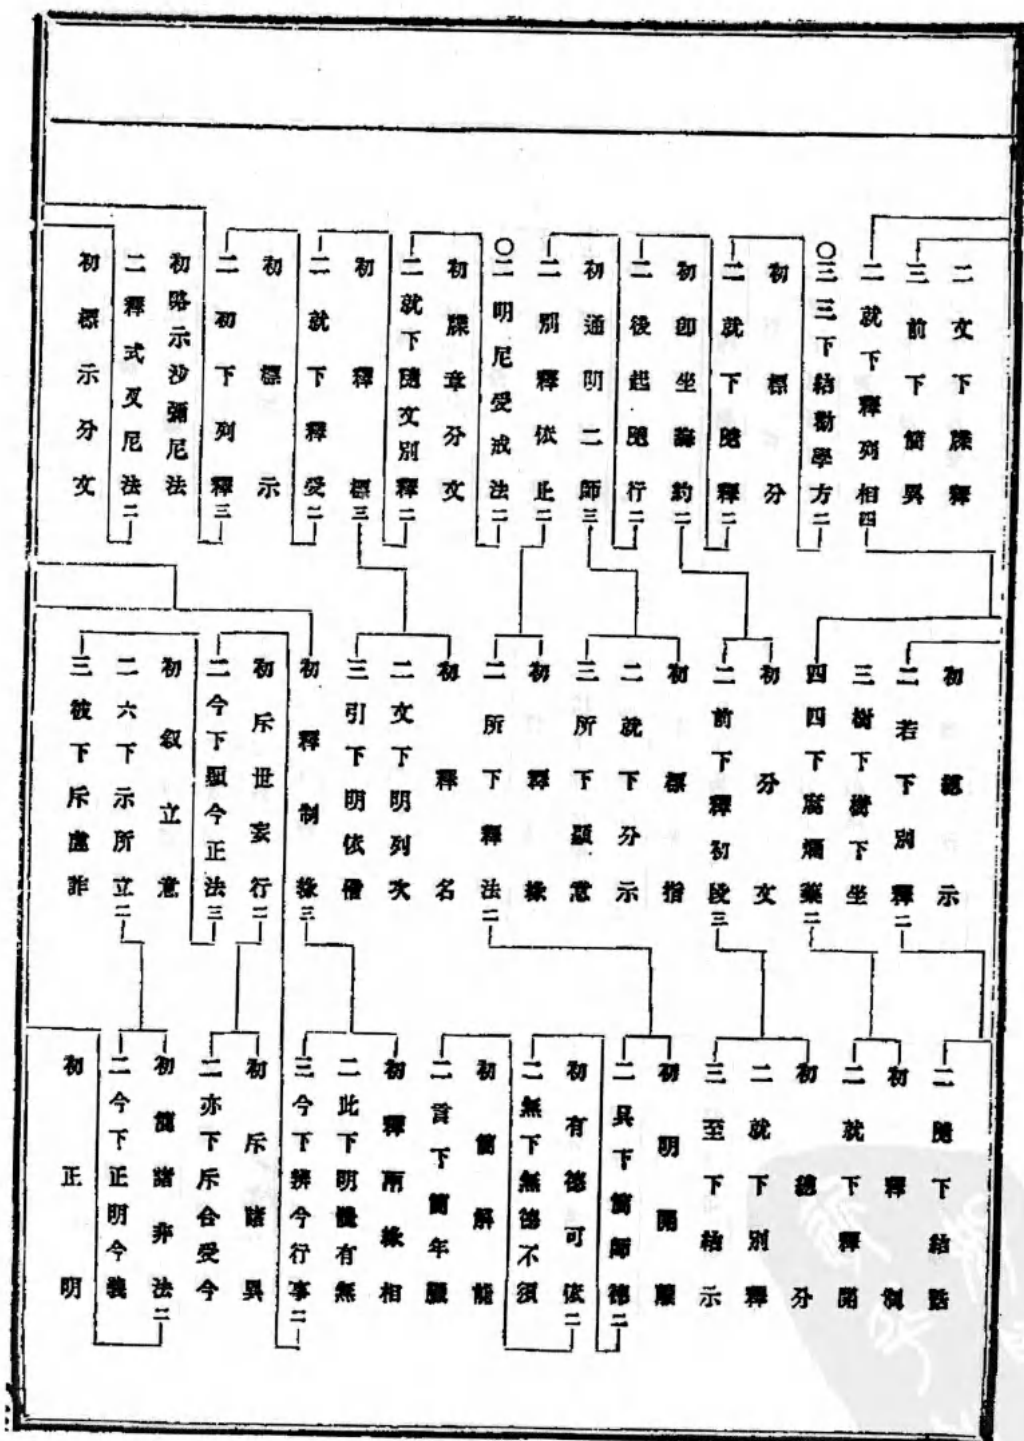 二文下牒釋
三前下簡異
二就下釋列相四
〇三三下結勸學方二
初標分
二就下隨釋二
初卽坐誨約二
二後起隨行二
初通明二師三
二別釋依止二
〇二明尼受戒法二
初牒章分文
二就下隨文別釋二
初釋標三
二就下釋受二
初標示
二初下列釋三
初略示沙彌尼法
二釋式叉尼法二
初標示分文
初總示
二若下別釋二
三樹下樹下坐
四四下腐爛藥二
初分文
二前下釋初段三
初標指
二就下分示
三所下顯意
初釋緣
二所下釋法二
初釋名
二文下明列次
三引下明依僧
初釋制緣三
初斥世妄行二
二今下顯今正法三
初叙立意
二六下示所立二
三彼下斥虛詐
二隨下結誥
初釋制
二就下釋開
初總分
二就下別釋
三至下結示
初明開聽
二具下簡師德二
初有德可依二
二無下無德不須
初簡解能
二言下簡年臘
初釋兩緣相
二此下明機有無
三今下辨今行事二
初斥諸異
二亦下斥合受今
初簡諸非法二
二今下正明今義
初正明